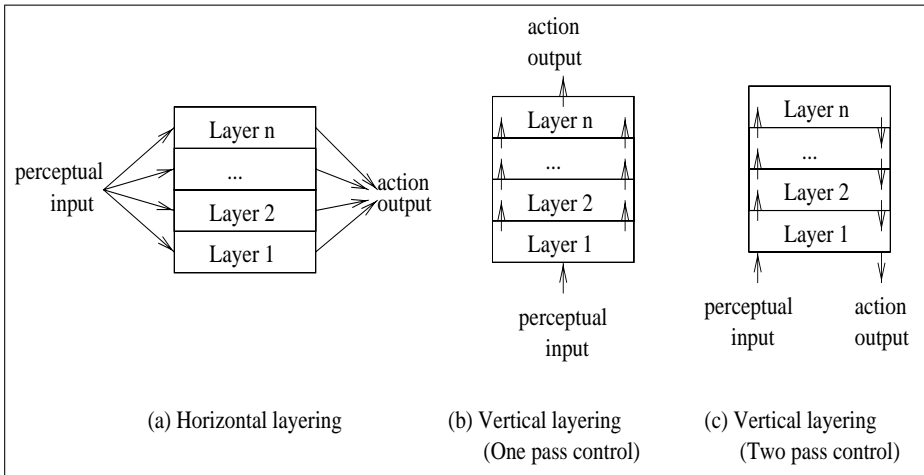 perceptual
input
Layer n
...
Layer 2
Layer 1
action
output
(a) Horizontal layering
action
output
Layer n
...
Layer 2
Layer 1
perceptual
input
(b) Vertical layering
(One pass control)
Layer n
...
Layer 2
Layer 1
perceptual
input
action
output
(c) Vertical layering
(Two pass control)